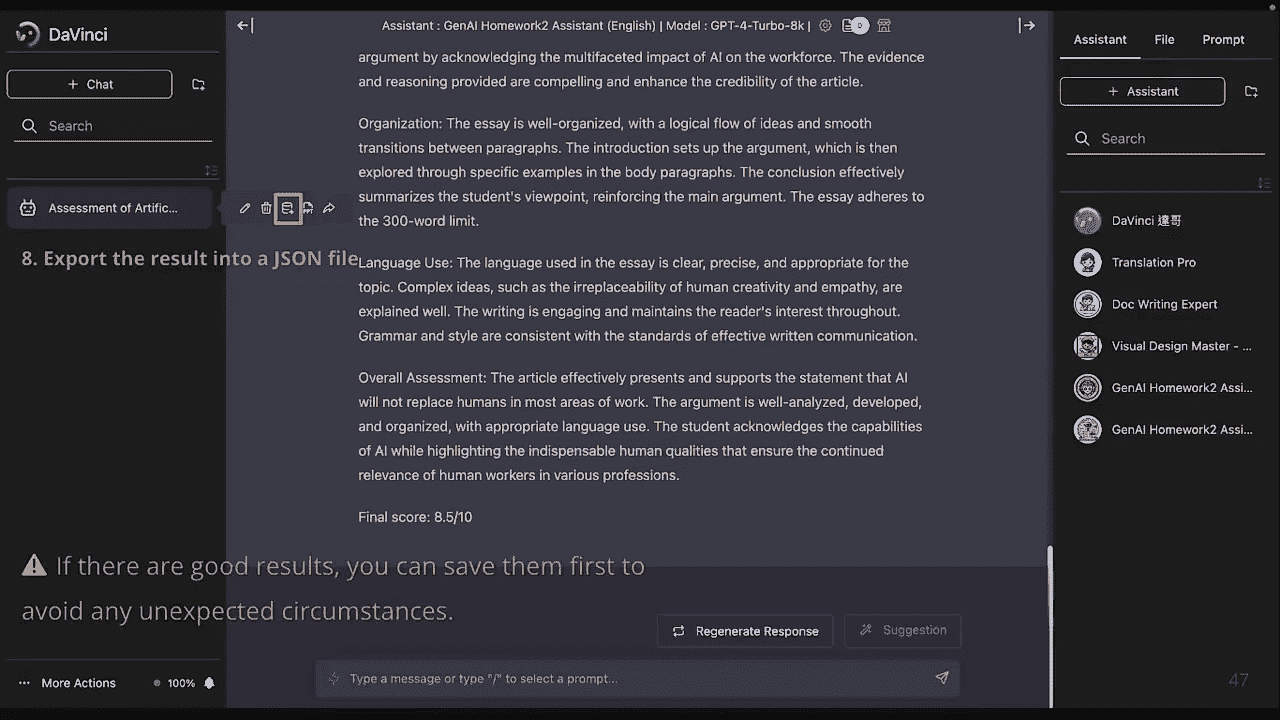 DaVinci
+ Chat
Search
Assessment of Artific...
8. Export the result into a JSON file
⚠ If there are good results, you can save them first to
avoid any unexpected circumstances.
... More Actions
100%
Assistant : GenAI Homework2 Assistant (English) | Model : GPT-4-Turbo-8k |
0
argument by acknowledging the multifaceted impact of AI on the workforce. The evidence
and reasoning provided are compelling and enhance the credibility of the article.
Organization: The essay is well-organized, with a logical flow of ideas and smooth
transitions between paragraphs. The introduction sets up the argument, which is then
explored through specific examples in the body paragraphs. The conclusion effectively
summarizes the student's viewpoint, reinforcing the main argument. The essay adheres to
the 300-word limit.
Language Use: The language used in the essay is clear, precise, and appropriate for the
topic. Complex ideas, such as the irreplaceability of human creativity and empathy, are
explained well. The writing is engaging and maintains the reader's interest throughout.
Grammar and style are consistent with the standards of effective written communication.
Overall Assessment: The article effectively presents and supports the statement that AI
will not replace humans in most areas of work. The argument is well-analyzed, developed,
and organized, with appropriate language use. The student acknowledges the capabilities
of AI while highlighting the indispensable human qualities that ensure the continued
relevance of human workers in various professions.
Final score: 8.5/10
Regenerate Response
Suggestion
Type a message or type "/" to select a prompt...
Assistant File Prompt
+ Assistant
Search
DaVinci 達哥
Translation Pro
Doc Writing Expert
Visual Design Master - ...
GenAI Homework2 Assi...
GenAI Homework2 Assi...
47